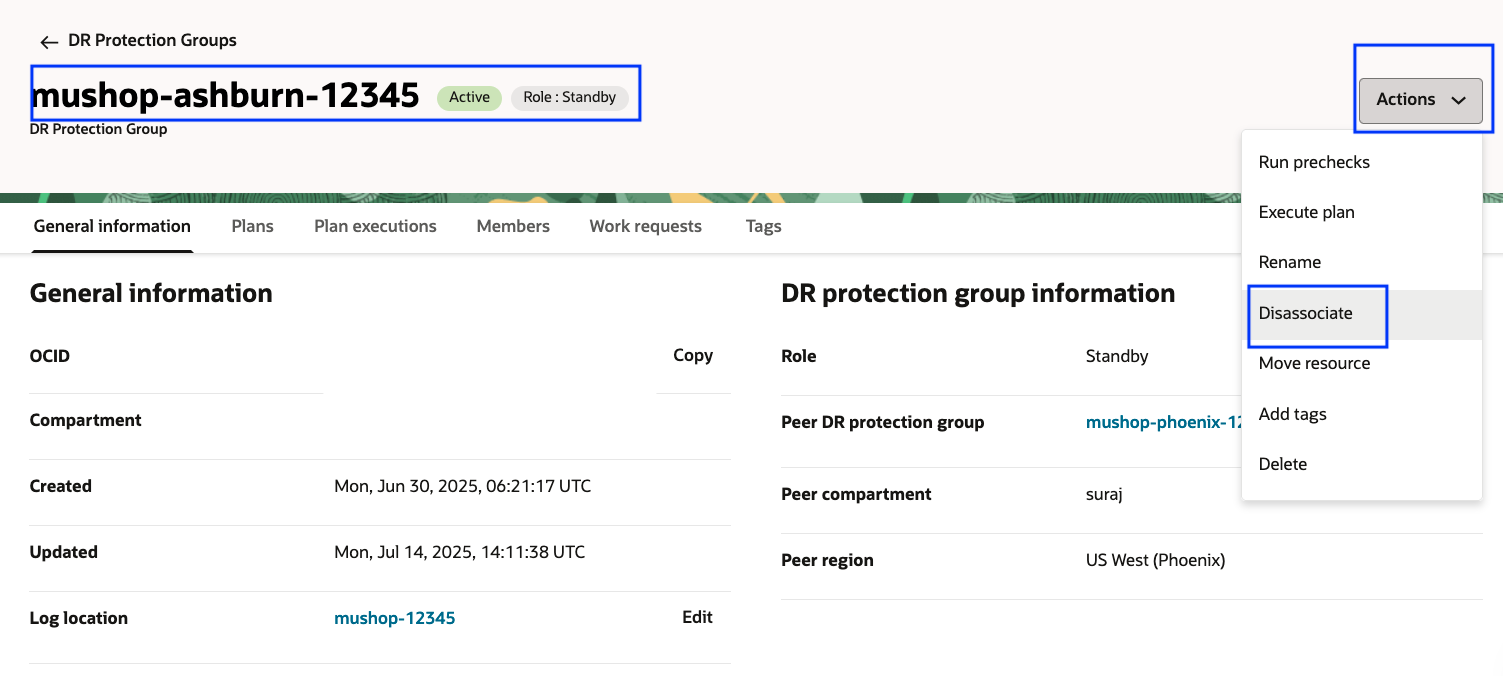 DR Protection Groups
mushop-ashburn-12345 Active Role : Standby
DR Protection Group
Actions
Run prechecks
Execute plan
Rename
Disassociate
Move resource
Add tags
Delete
General information Plans Plan executions Members Work requests Tags
General information
OCID Copy
Compartment
Created Mon, Jun 30, 2025, 06:21:17 UTC
Updated Mon, Jul 14, 2025, 14:11:38 UTC
Log location mushop-12345 Edit
DR protection group information
Role Standby
Peer DR protection group mushop-phoenix-12
Peer compartment suraj
Peer region US West (Phoenix)